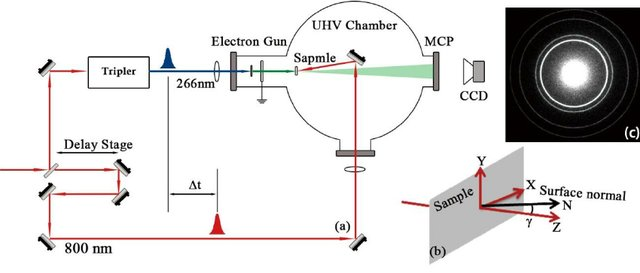 UHV Chamber
Electron Gun
MCP
Sapmle
Tripler
266nm
CCD
(c)
Delay Stage
Δt
(a)
800 nm
Y
X
Surface normal
Sample
N
γ
Z
(b)